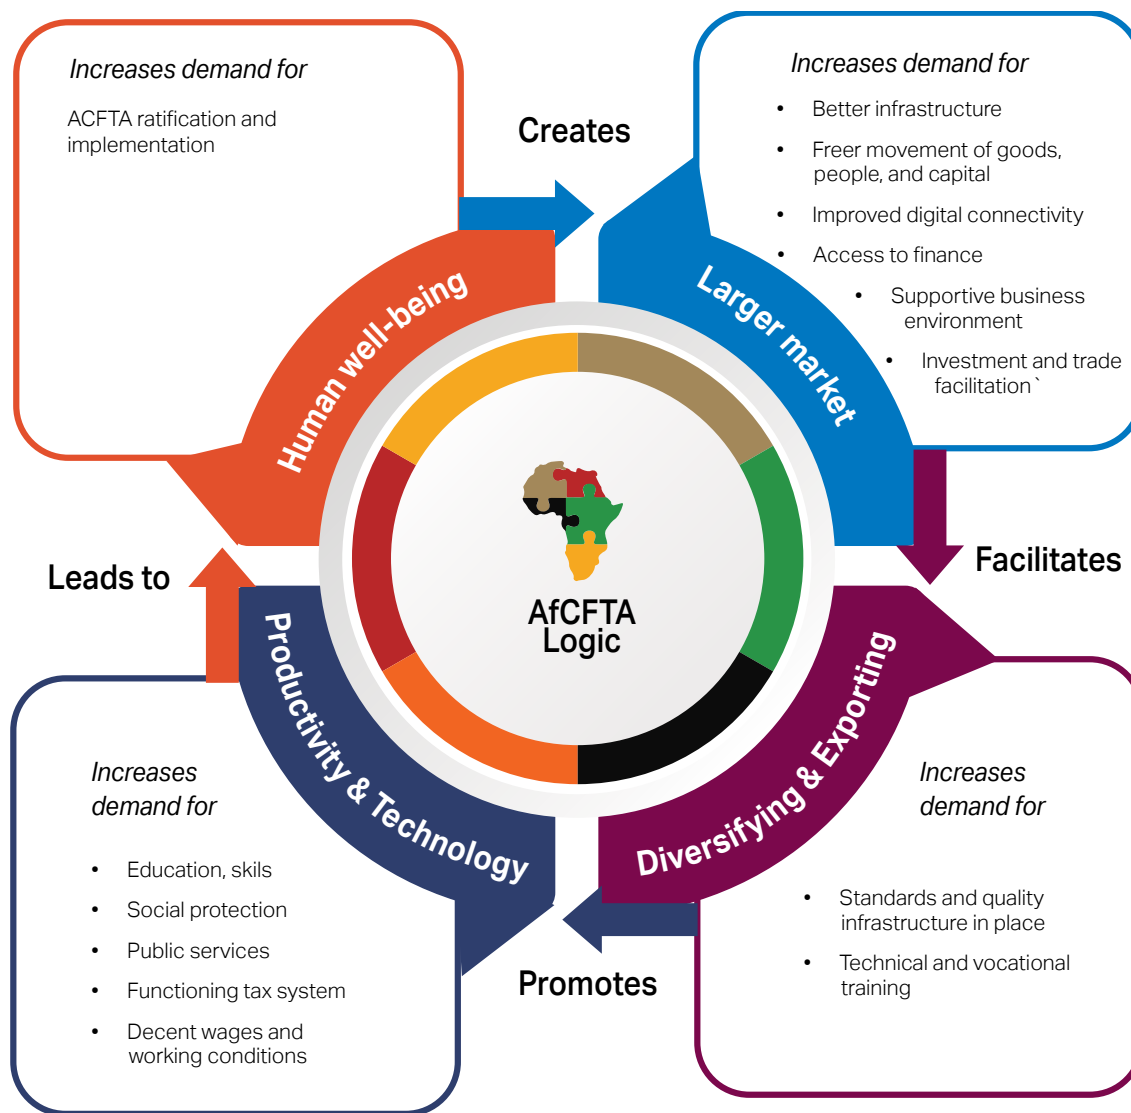 Increases demand for
ACFTA ratification and
implementation
Creates
Increases demand for
• Better infrastructure
• Freer movement of goods,
people, and capital
• Improved digital connectivity
• Access to finance
• Supportive business
environment
• Investment and trade
facilitation`
Human well-being
Larger market
AfCFTA
Logic
Leads to
Facilitates
Productivity & Technology
Diversifying & Exporting
Increases
demand for
• Education, skils
• Social protection
• Public services
• Functioning tax system
• Decent wages and
working conditions
Promotes
Increases
demand for
• Standards and quality
infrastructure in place
• Technical and vocational
training